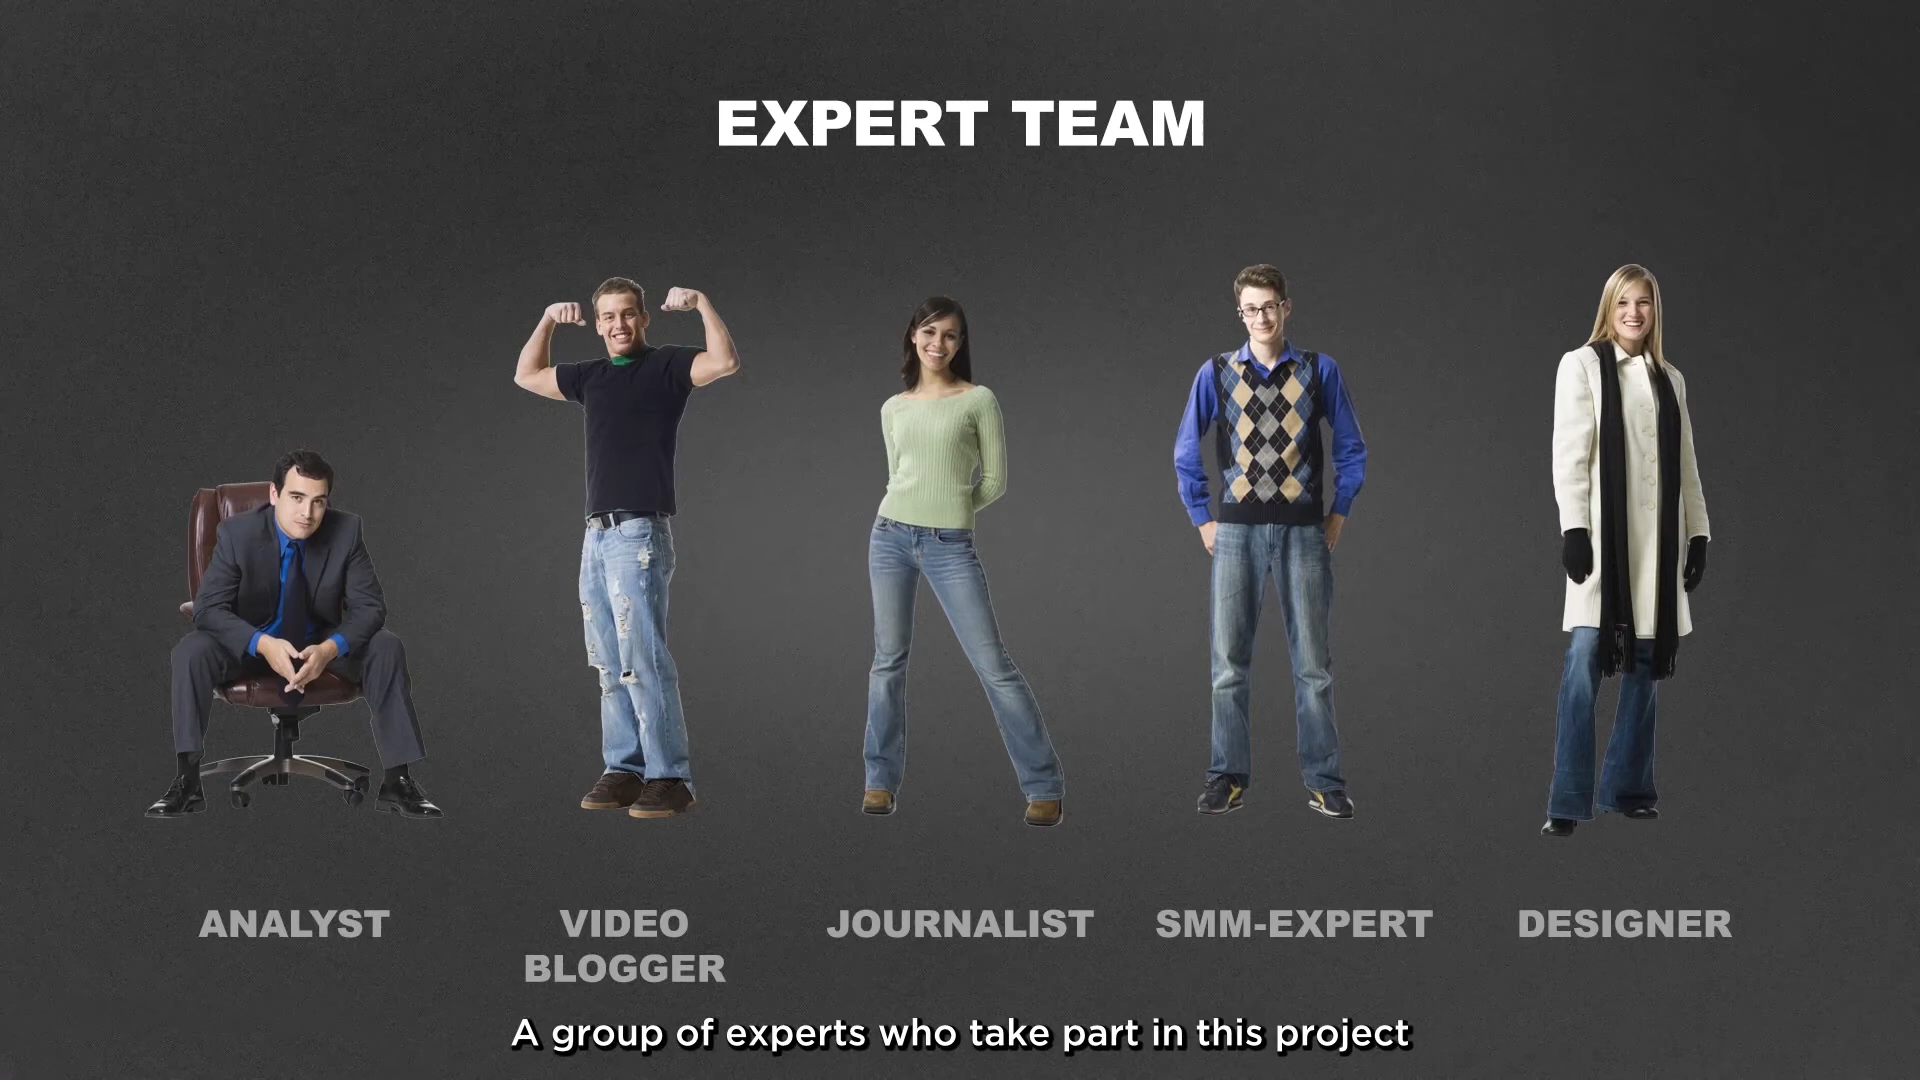 EXPERT TEAM
ANALYST
VIDEO
BLOGGER
JOURNALIST
SMM-EXPERT
DESIGNER
A group of experts who take part in this project